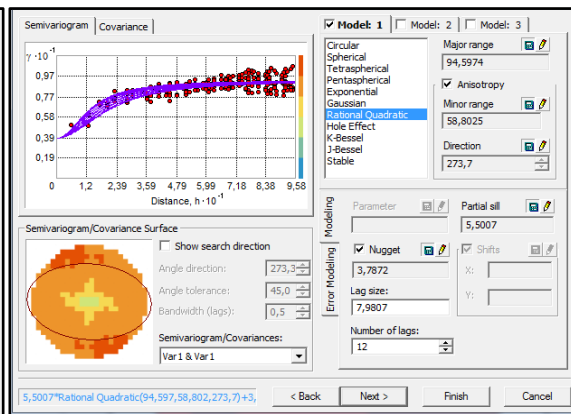 Semivariogram
Covariance
γ ·10⁻¹
0,97
0,77
0,58
0,39
0,19
0
1,2
2,39
3,59
4,79
5,99
7,18
8,38
9,58
Distance, h ·10⁻¹
Semivariogram/Covariance Surface
Show search direction
Angle direction:
273,3
Angle tolerance:
45,0
Bandwidth (lags):
0,5
Semivariogram/Covariances:
Var1 & Var1
Model: 1
Model: 2
Model: 3
Circular
Spherical
Tetraspherical
Pentaspherical
Exponential
Gaussian
Rational Quadratic
Hole Effect
K-Bessel
J-Bessel
Stable
Major range
94,5974
Anisotropy
Minor range
58,8025
Direction
273,7
Modeling
Error Modeling
Parameter
Partial sill
5,5007
Nugget
3,7872
Shifts
X:
Y:
Lag size:
7,9807
Number of lags:
12
5,5007*Rational Quadratic(94,597,58,802,273,7)+3,
< Back
Next >
Finish
Cancel